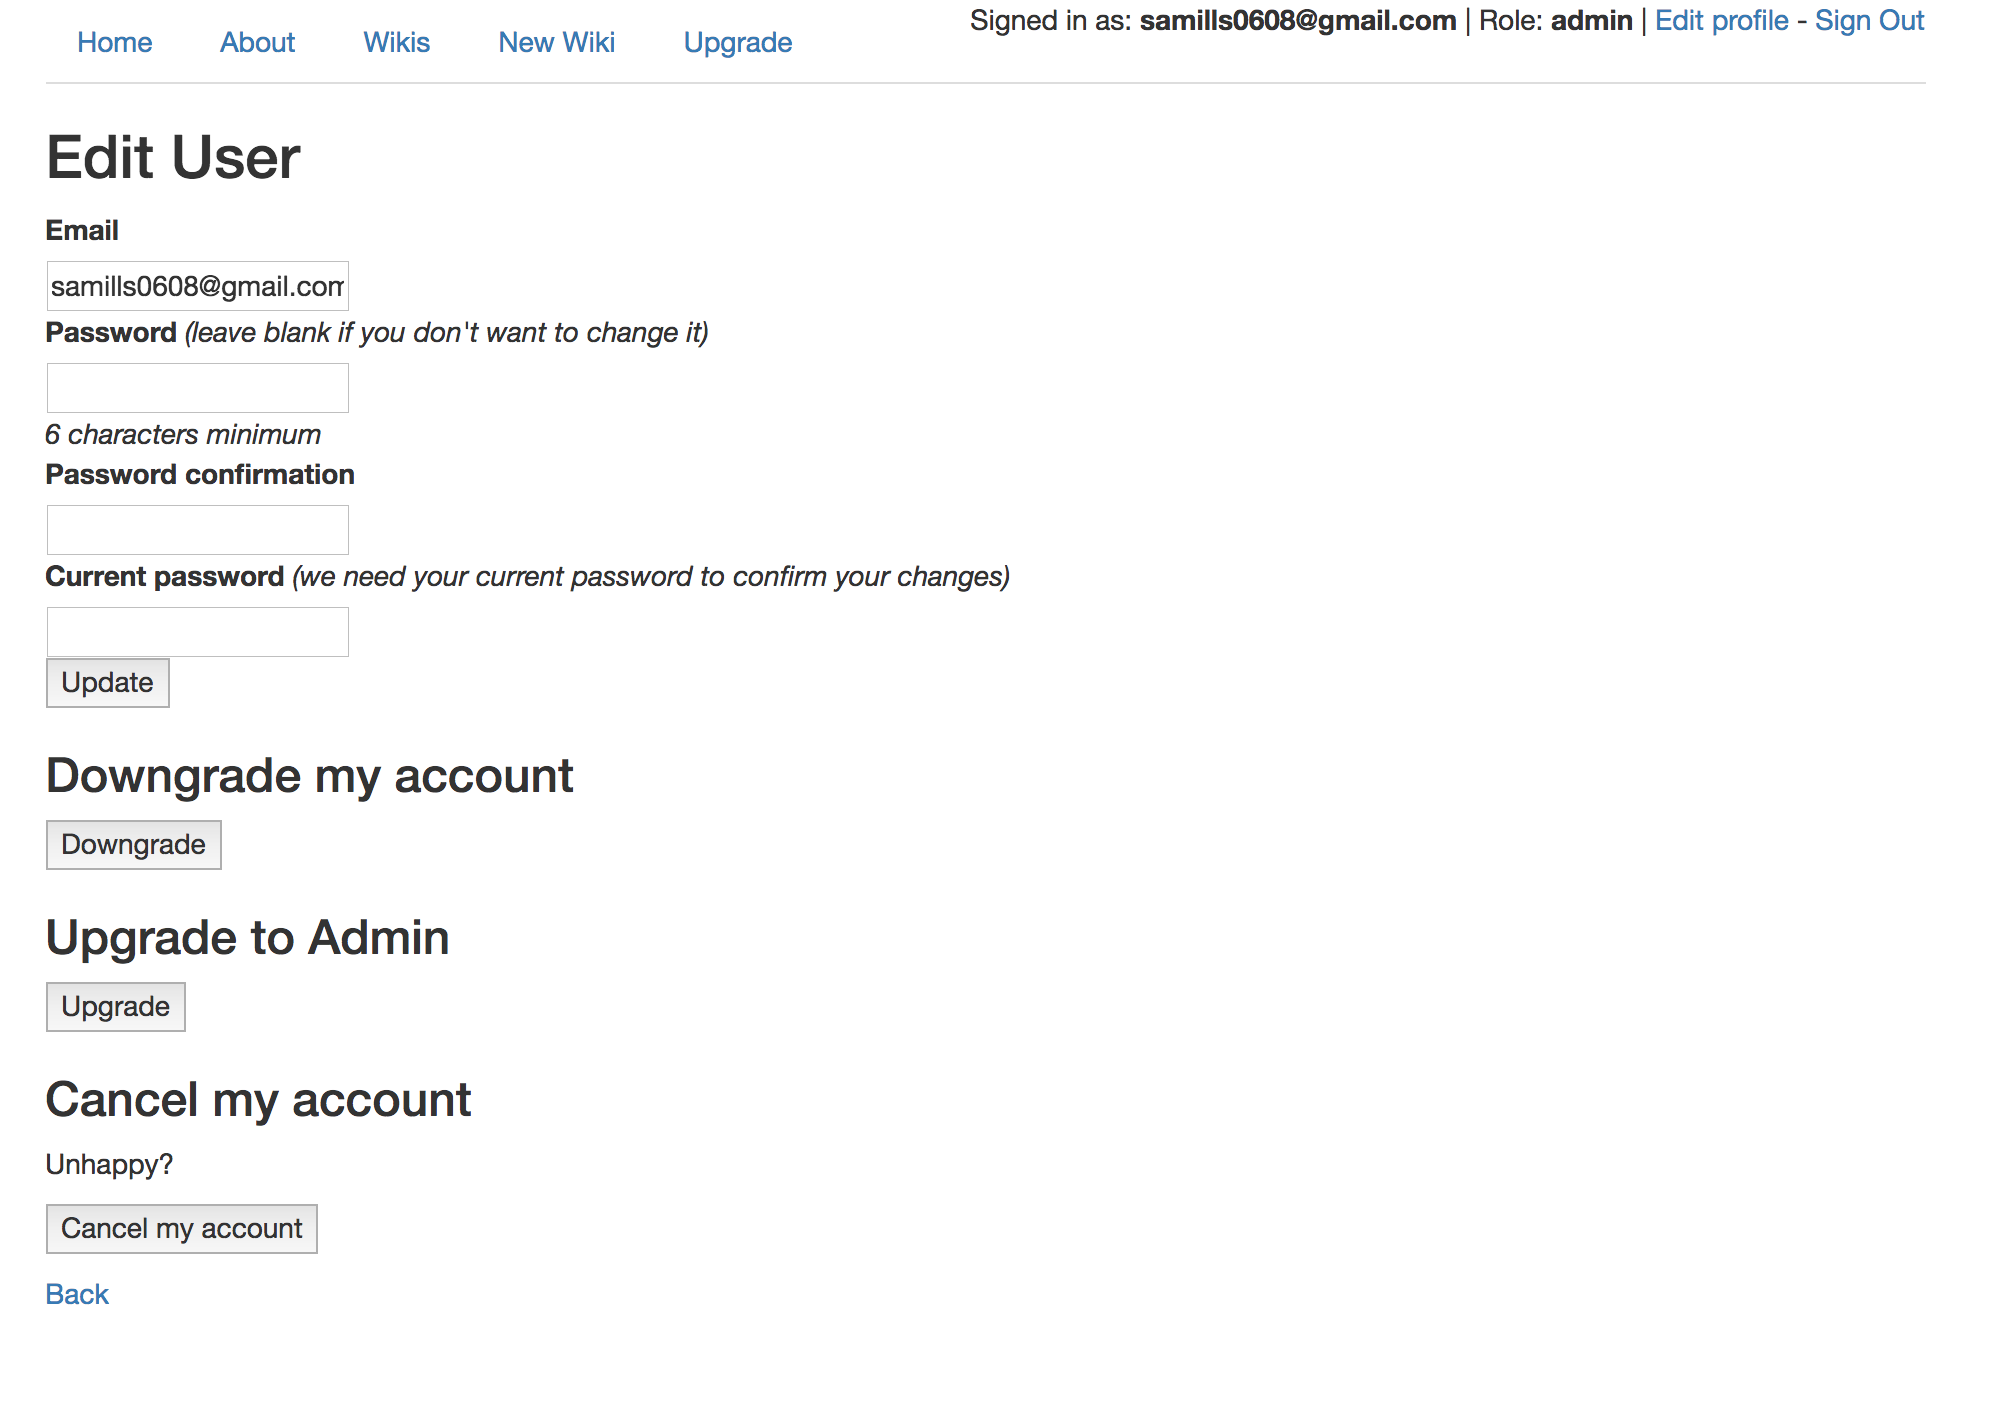 Signed in as: samills0608@gmail.com | Role: admin | Edit profile - Sign Out
Home About Wikis New Wiki Upgrade
Edit User
Email
samills0608@gmail.com
Password (leave blank if you don't want to change it)
6 characters minimum
Password confirmation
Current password (we need your current password to confirm your changes)
Update
Downgrade my account
Downgrade
Upgrade to Admin
Upgrade
Cancel my account
Unhappy?
Cancel my account
Back